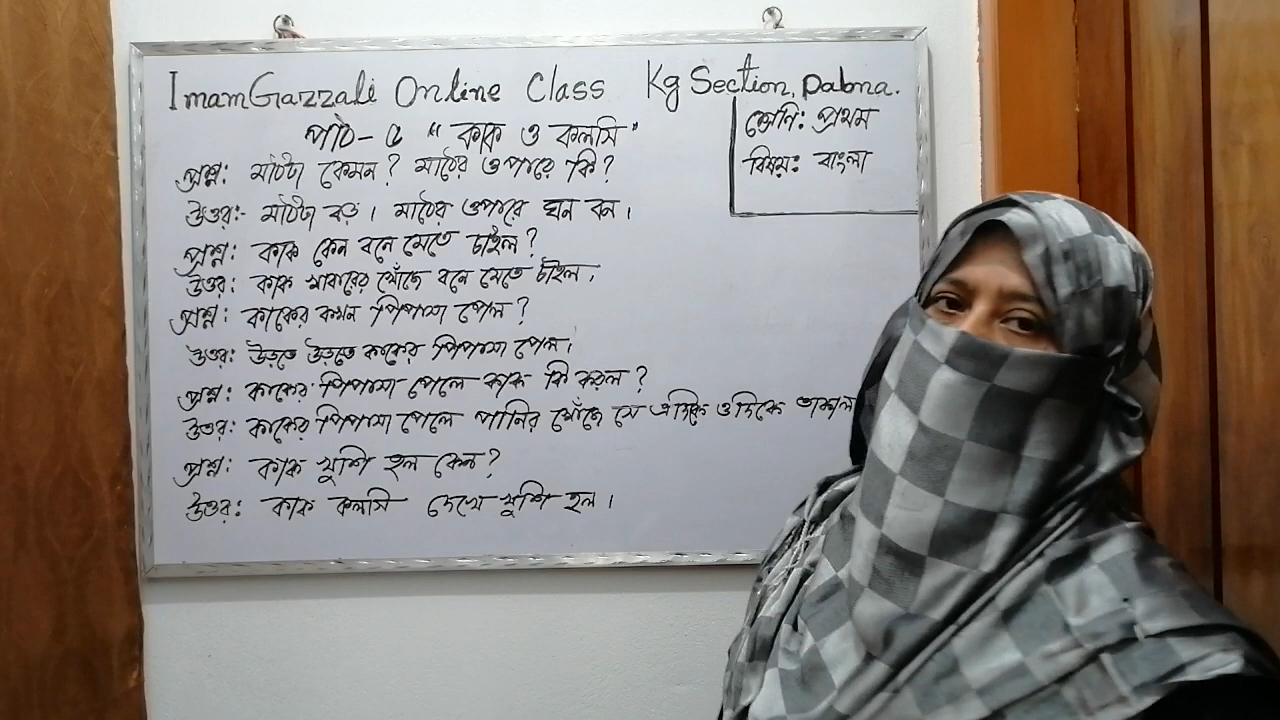 ImamGazzali Online Class Kg Section, Pabna.
পাঠ- ৫ “ কাক ও কলসি”
শ্রেণি: প্রথম
বিষয়: বাংলা
প্রশ্ন: মাঠটা কেমন? মাঠের ওপারে কি?
উত্তর:- মাঠটা বড়। মাঠের ওপারে ঘন বন।
প্রশ্ন: কাক কেন বনে যেতে চাইল?
উত্তর: কাক খাবারের খোঁজে বনে যেতে চাইল।
প্রশ্ন: কাকের কখন পিপাসা পেল?
উত্তর: উড়তে উড়তে কাকের পিপাসা পেল।
প্রশ্ন: কাকের পিপাসা পেলে কাক কি করল?
উত্তর: কাকের পিপাসা পেলে পানির খোঁজে সে এদিক ওদিকে তাকাল
প্রশ্ন: কাক খুশি হল কেন?
উত্তর: কাক কলসি দেখে খুশি হল।